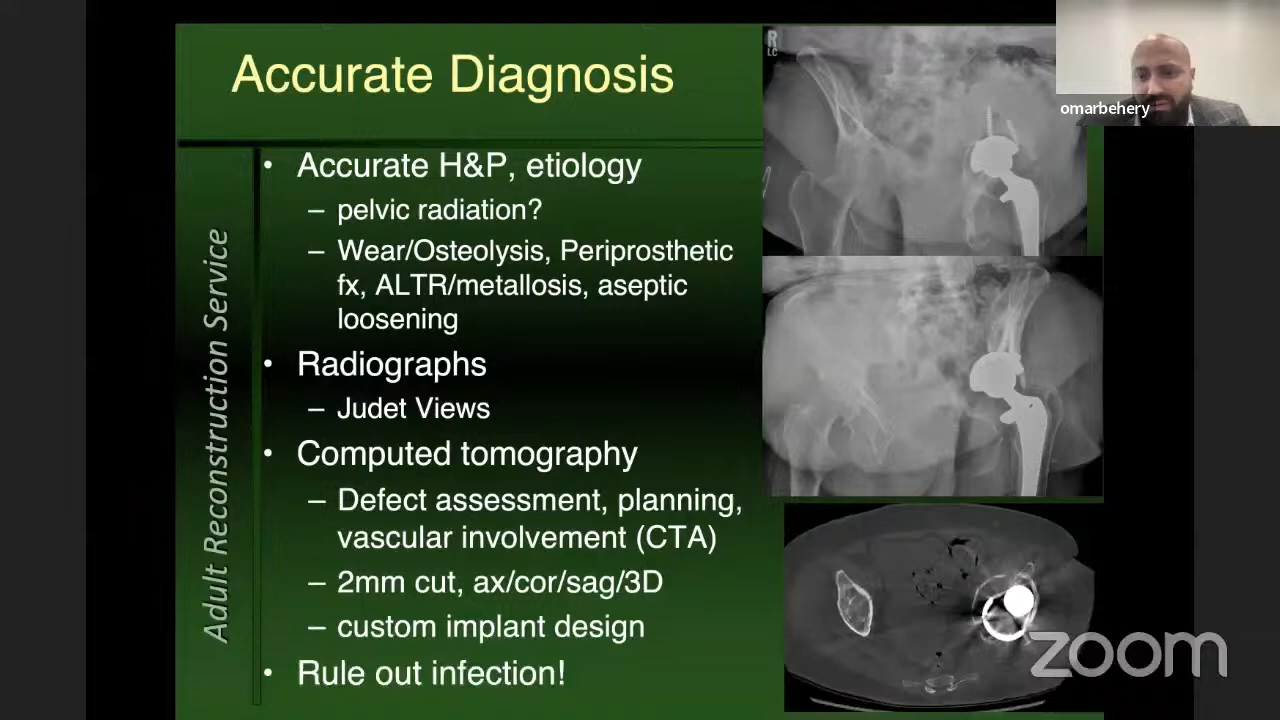 Accurate Diagnosis
Adult Reconstruction Service
• Accurate H&P, etiology
– pelvic radiation?
– Wear/Osteolysis, Periprosthetic
fx, ALTR/metallosis, aseptic
loosening
• Radiographs
– Judet Views
• Computed tomography
– Defect assessment, planning,
vascular involvement (CTA)
– 2mm cut, ax/cor/sag/3D
– custom implant design
• Rule out infection!
R
LC
omarbehery
zoom